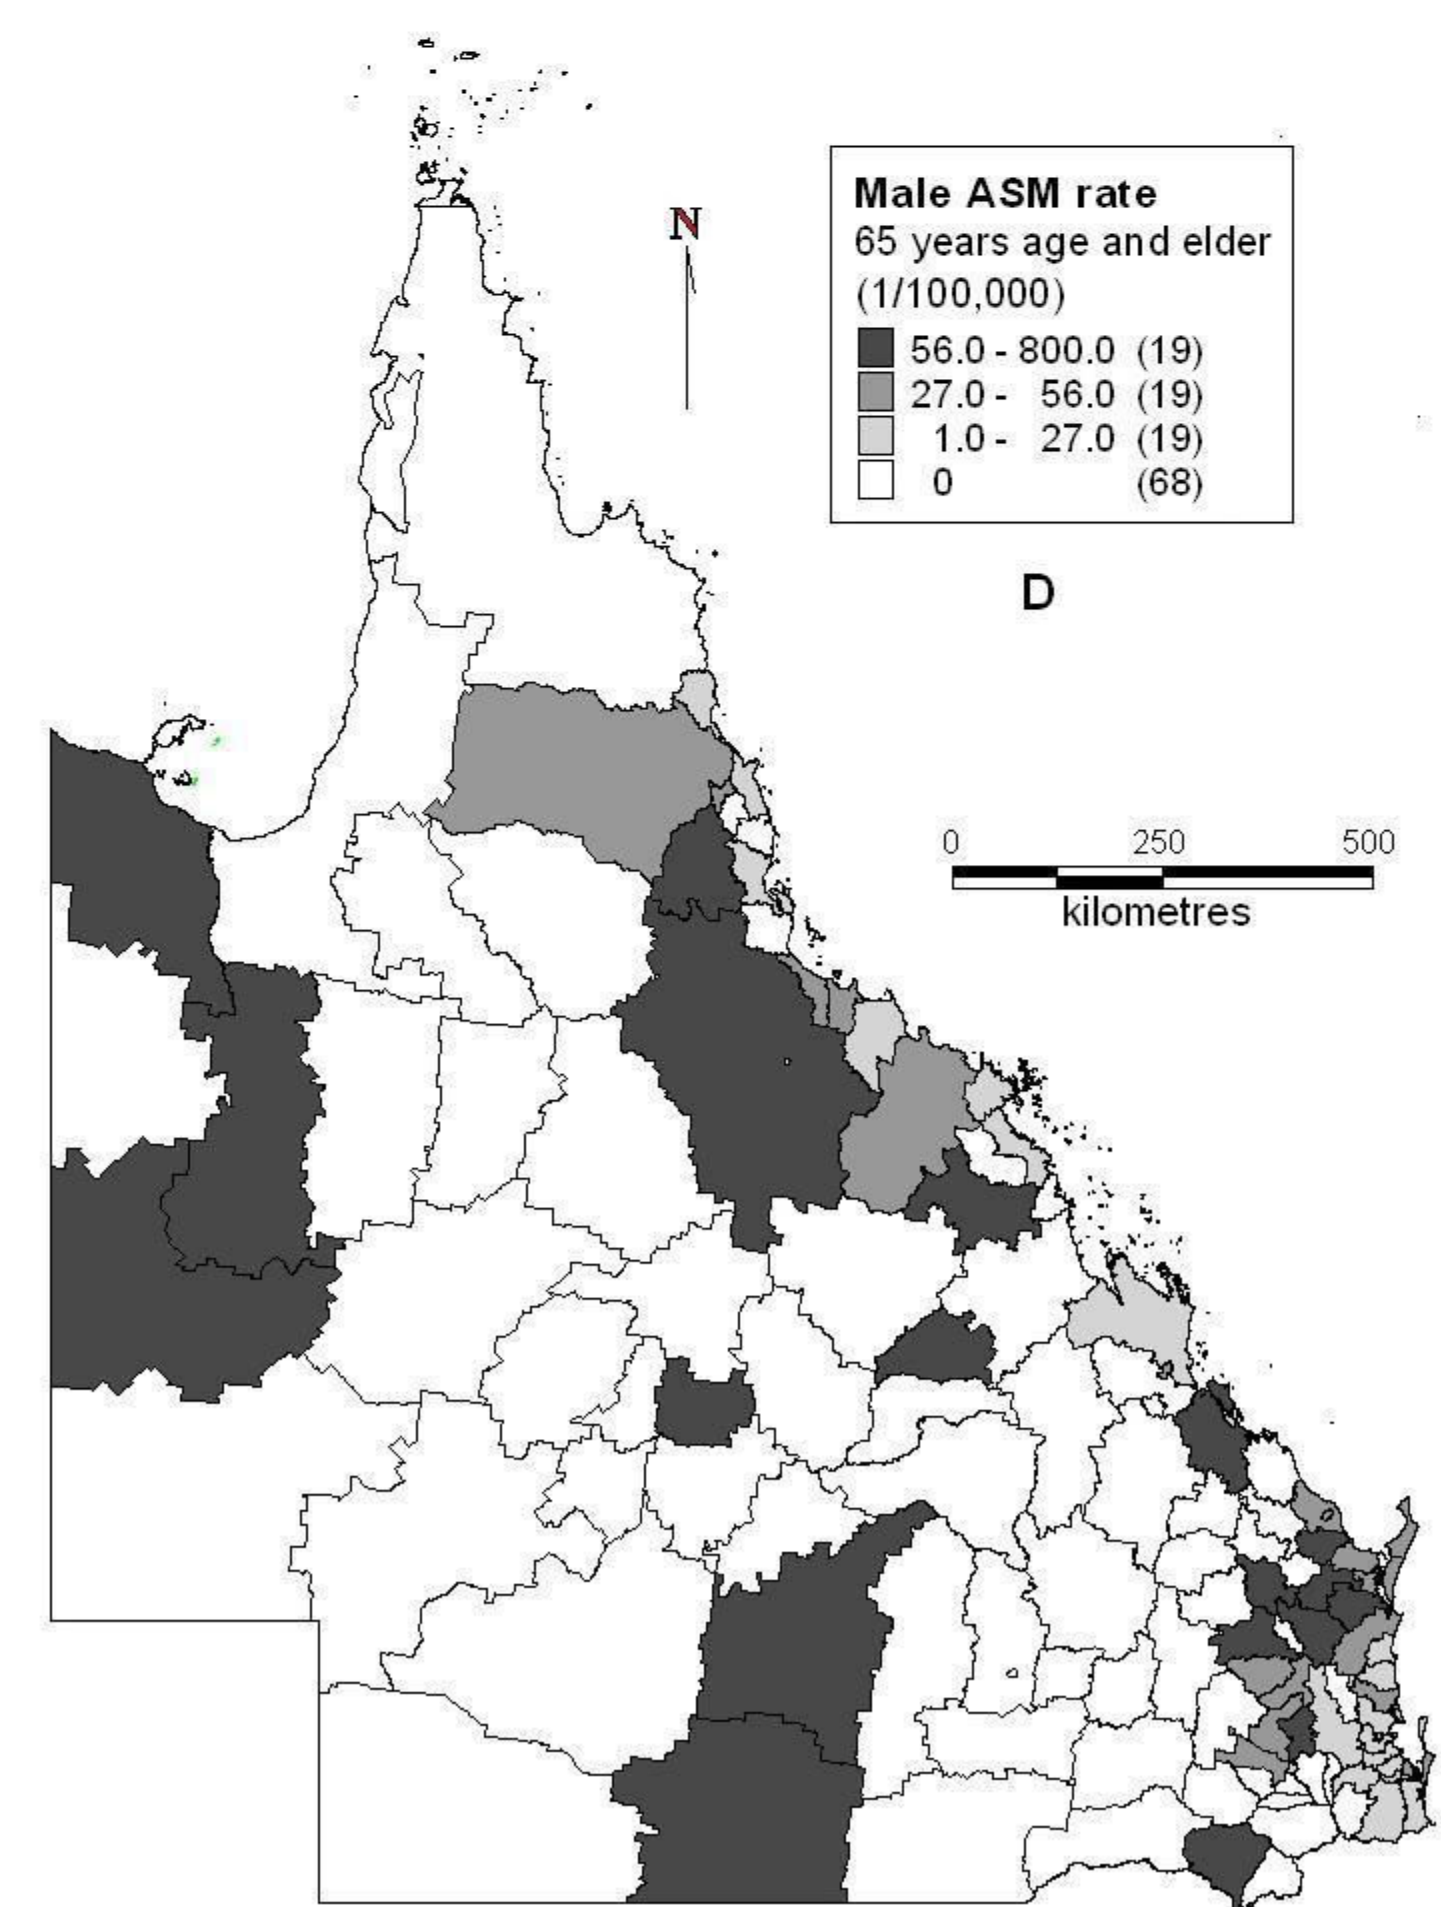 N
Male ASM rate
65 years age and elder
(1/100,000)
56.0 - 800.0 (19)
27.0 - 56.0 (19)
1.0 - 27.0 (19)
0 (68)
D
0 250 500
kilometres